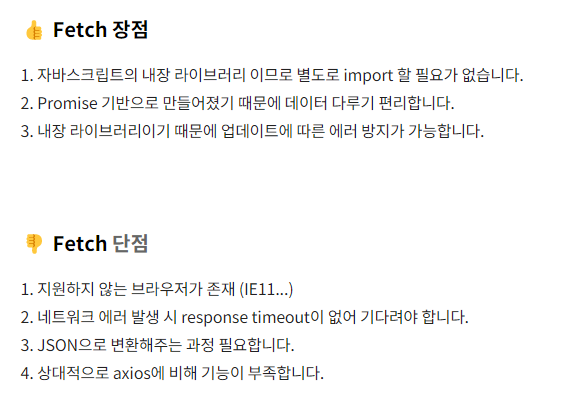 👍 Fetch 장점
1. 자바스크립트의 내장 라이브러리 이므로 별도로 import 할 필요가 없습니다.
2. Promise 기반으로 만들어졌기 때문에 데이터 다루기 편리합니다.
3. 내장 라이브러리이기 때문에 업데이트에 따른 에러 방지가 가능합니다.
👎 Fetch 단점
1. 지원하지 않는 브라우저가 존재 (IE11...)
2. 네트워크 에러 발생 시 response timeout이 없어 기다려야 합니다.
3. JSON으로 변환해주는 과정 필요합니다.
4. 상대적으로 axios에 비해 기능이 부족합니다.